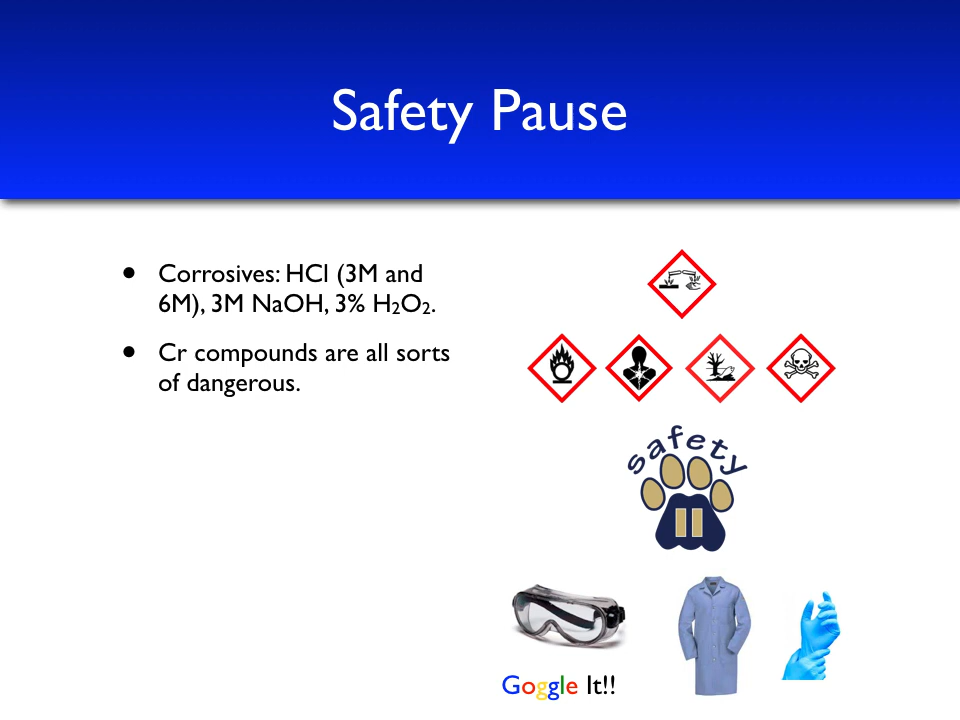 Safety Pause
• Corrosives: HCl (3M and
6M), 3M NaOH, 3% H₂O₂.
• Cr compounds are all sorts
of dangerous.
safety
Goggle It!!